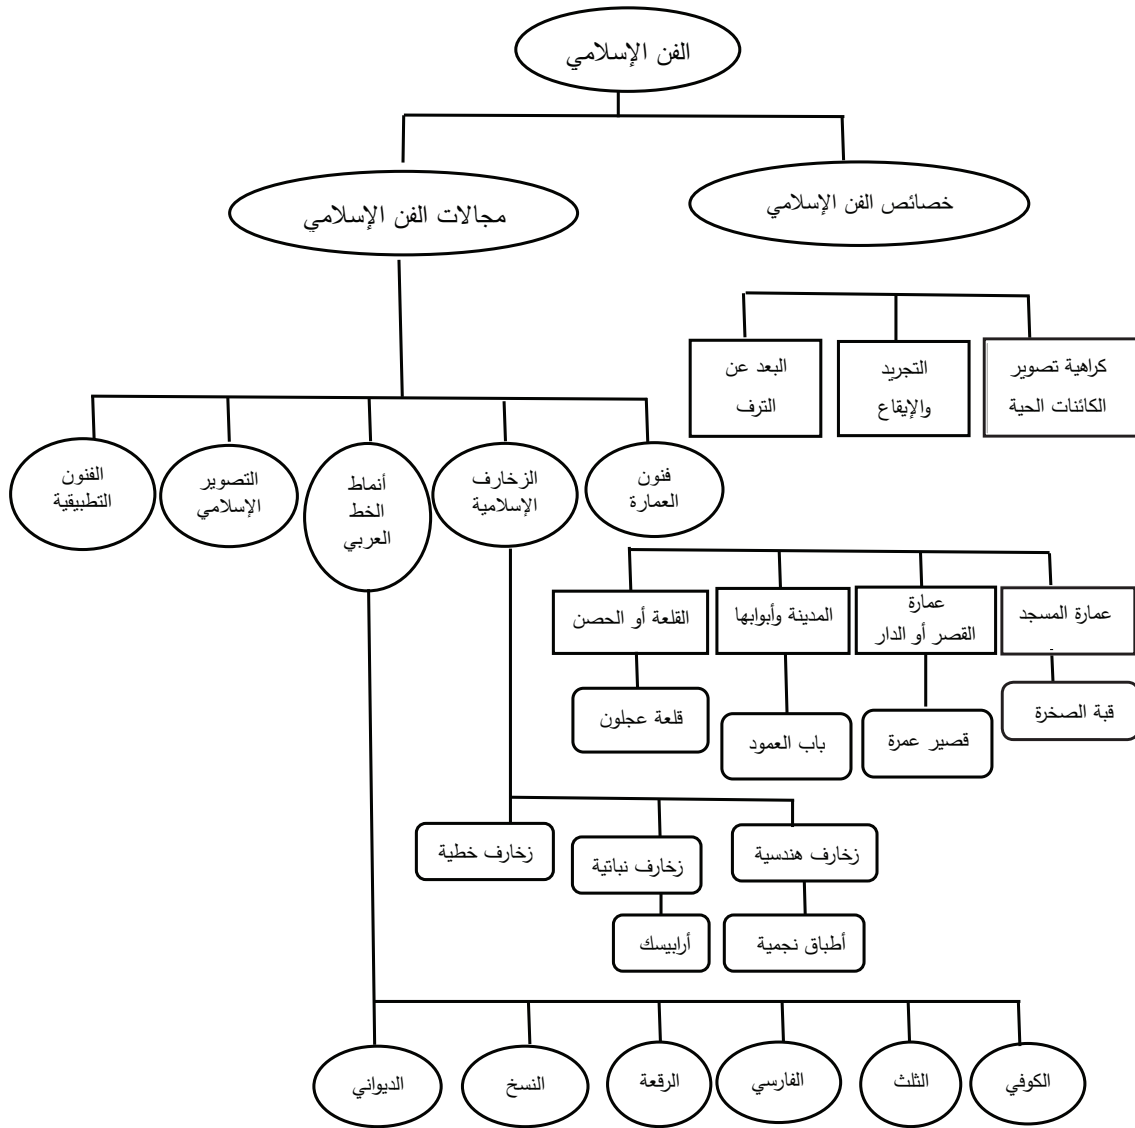 الفن الإسلامي
خصائص الفن الإسلامي
مجالات الفن الإسلامي
كراهية تصوير
الكائنات الحية
التجريد
والإيقاع
البعد عن
الترف
فنون
العمارة
الزخارف
الإسلامية
أنماط
الخط
العربي
التصوير
الإسلامي
الفنون
التطبيقية
عمارة المسجد
عمارة
القصر أو الدار
المدينة وأبوابها
القلعة أو الحصن
قبة الصخرة
قصير عمرة
باب العمود
قلعة عجلون
زخارف هندسية
زخارف نباتية
زخارف خطية
أطباق نجمية
أرابيسك
الكوفي
الثلث
الفارسي
الرقعة
النسخ
الديواني